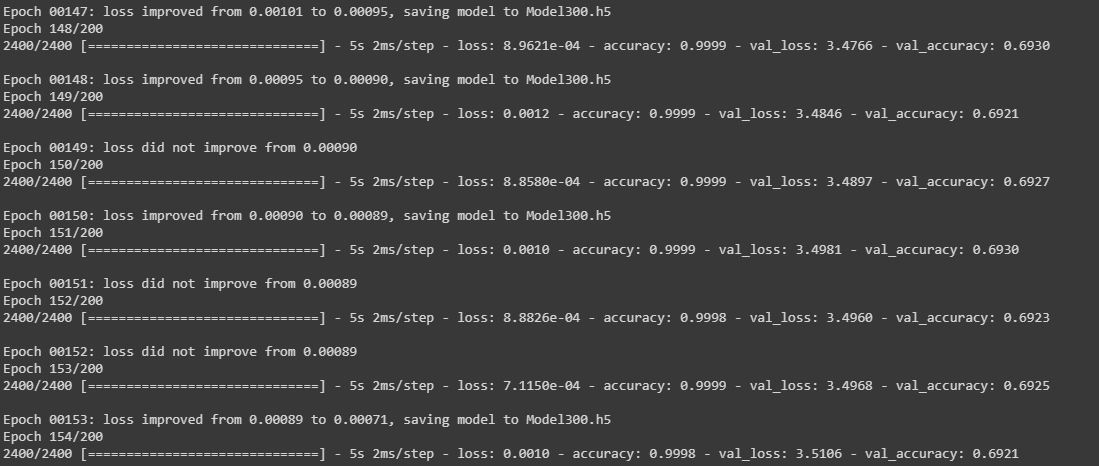 Epoch 00147: loss improved from 0.00101 to 0.00095, saving model to Model300.h5
Epoch 148/200
2400/2400 [==============================] - 5s 2ms/step - loss: 8.9621e-04 - accuracy: 0.9999 - val_loss: 3.4766 - val_accuracy: 0.6930
Epoch 00148: loss improved from 0.00095 to 0.00090, saving model to Model300.h5
Epoch 149/200
2400/2400 [==============================] - 5s 2ms/step - loss: 0.0012 - accuracy: 0.9999 - val_loss: 3.4846 - val_accuracy: 0.6921
Epoch 00149: loss did not improve from 0.00090
Epoch 150/200
2400/2400 [==============================] - 5s 2ms/step - loss: 8.8580e-04 - accuracy: 0.9999 - val_loss: 3.4897 - val_accuracy: 0.6927
Epoch 00150: loss improved from 0.00090 to 0.00089, saving model to Model300.h5
Epoch 151/200
2400/2400 [==============================] - 5s 2ms/step - loss: 0.0010 - accuracy: 0.9999 - val_loss: 3.4981 - val_accuracy: 0.6930
Epoch 00151: loss did not improve from 0.00089
Epoch 152/200
2400/2400 [==============================] - 5s 2ms/step - loss: 8.8826e-04 - accuracy: 0.9998 - val_loss: 3.4960 - val_accuracy: 0.6923
Epoch 00152: loss did not improve from 0.00089
Epoch 153/200
2400/2400 [==============================] - 5s 2ms/step - loss: 7.1150e-04 - accuracy: 0.9999 - val_loss: 3.4968 - val_accuracy: 0.6925
Epoch 00153: loss improved from 0.00089 to 0.00071, saving model to Model300.h5
Epoch 154/200
2400/2400 [==============================] - 5s 2ms/step - loss: 0.0010 - accuracy: 0.9998 - val_loss: 3.5106 - val_accuracy: 0.6921